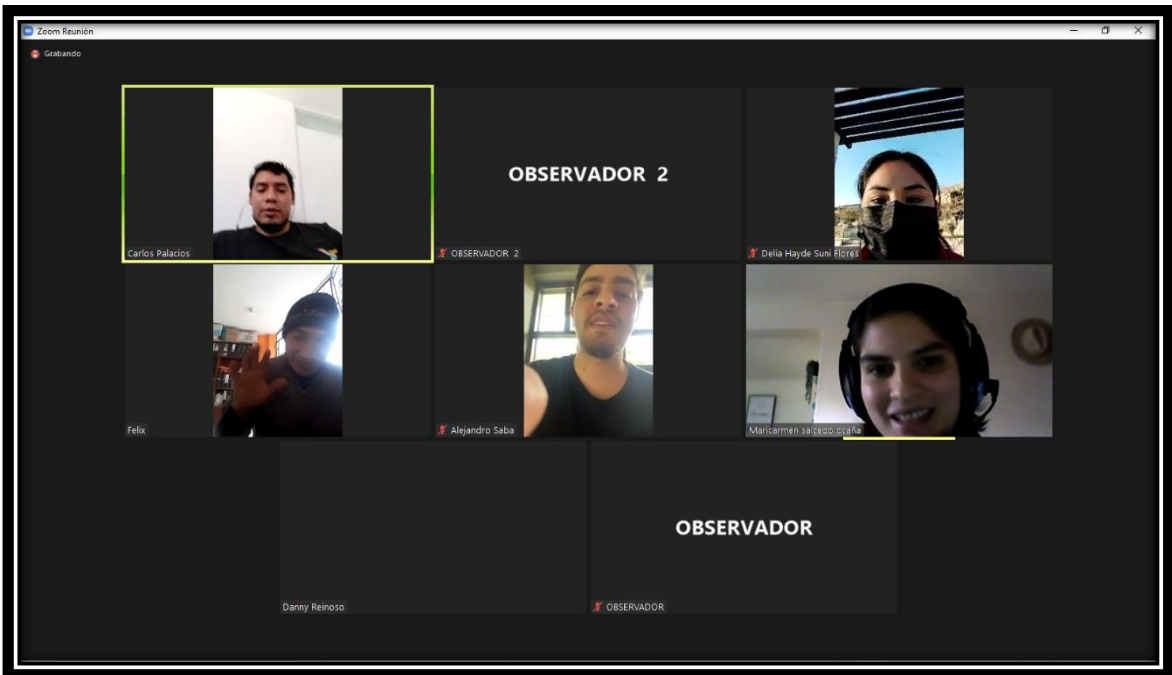 Zoom Reunión
Grabando
OBSERVADOR 2
Carlos Palacios
OBSERVADOR 2
Delia Hayde Suni Flores
Felix
Alejandro Saba
Maricarmen salcedo ocaña
OBSERVADOR
Danny Reinoso
OBSERVADOR